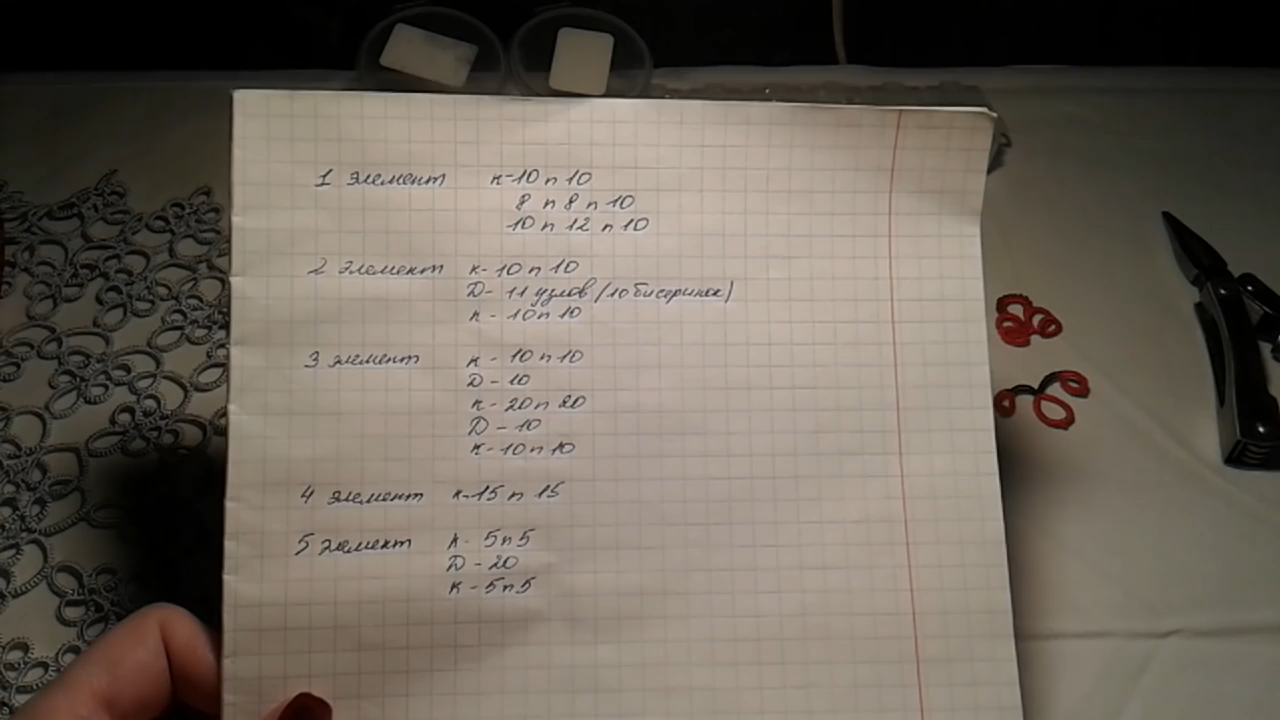 1 элемент к-10 п 10
8 п 8 п 10
10 п 12 п 10
2 элемент к- 10 п 10
Д- 11 узлов (10 бисеринок)
к - 10 п 10
3 элемент к - 10 п 10
Д - 10
к - 20 п 20
Д - 10
к - 10 п 10
4 элемент к-15 п 15
5 элемент к - 5 п 5
Д - 20
к - 5 п 5